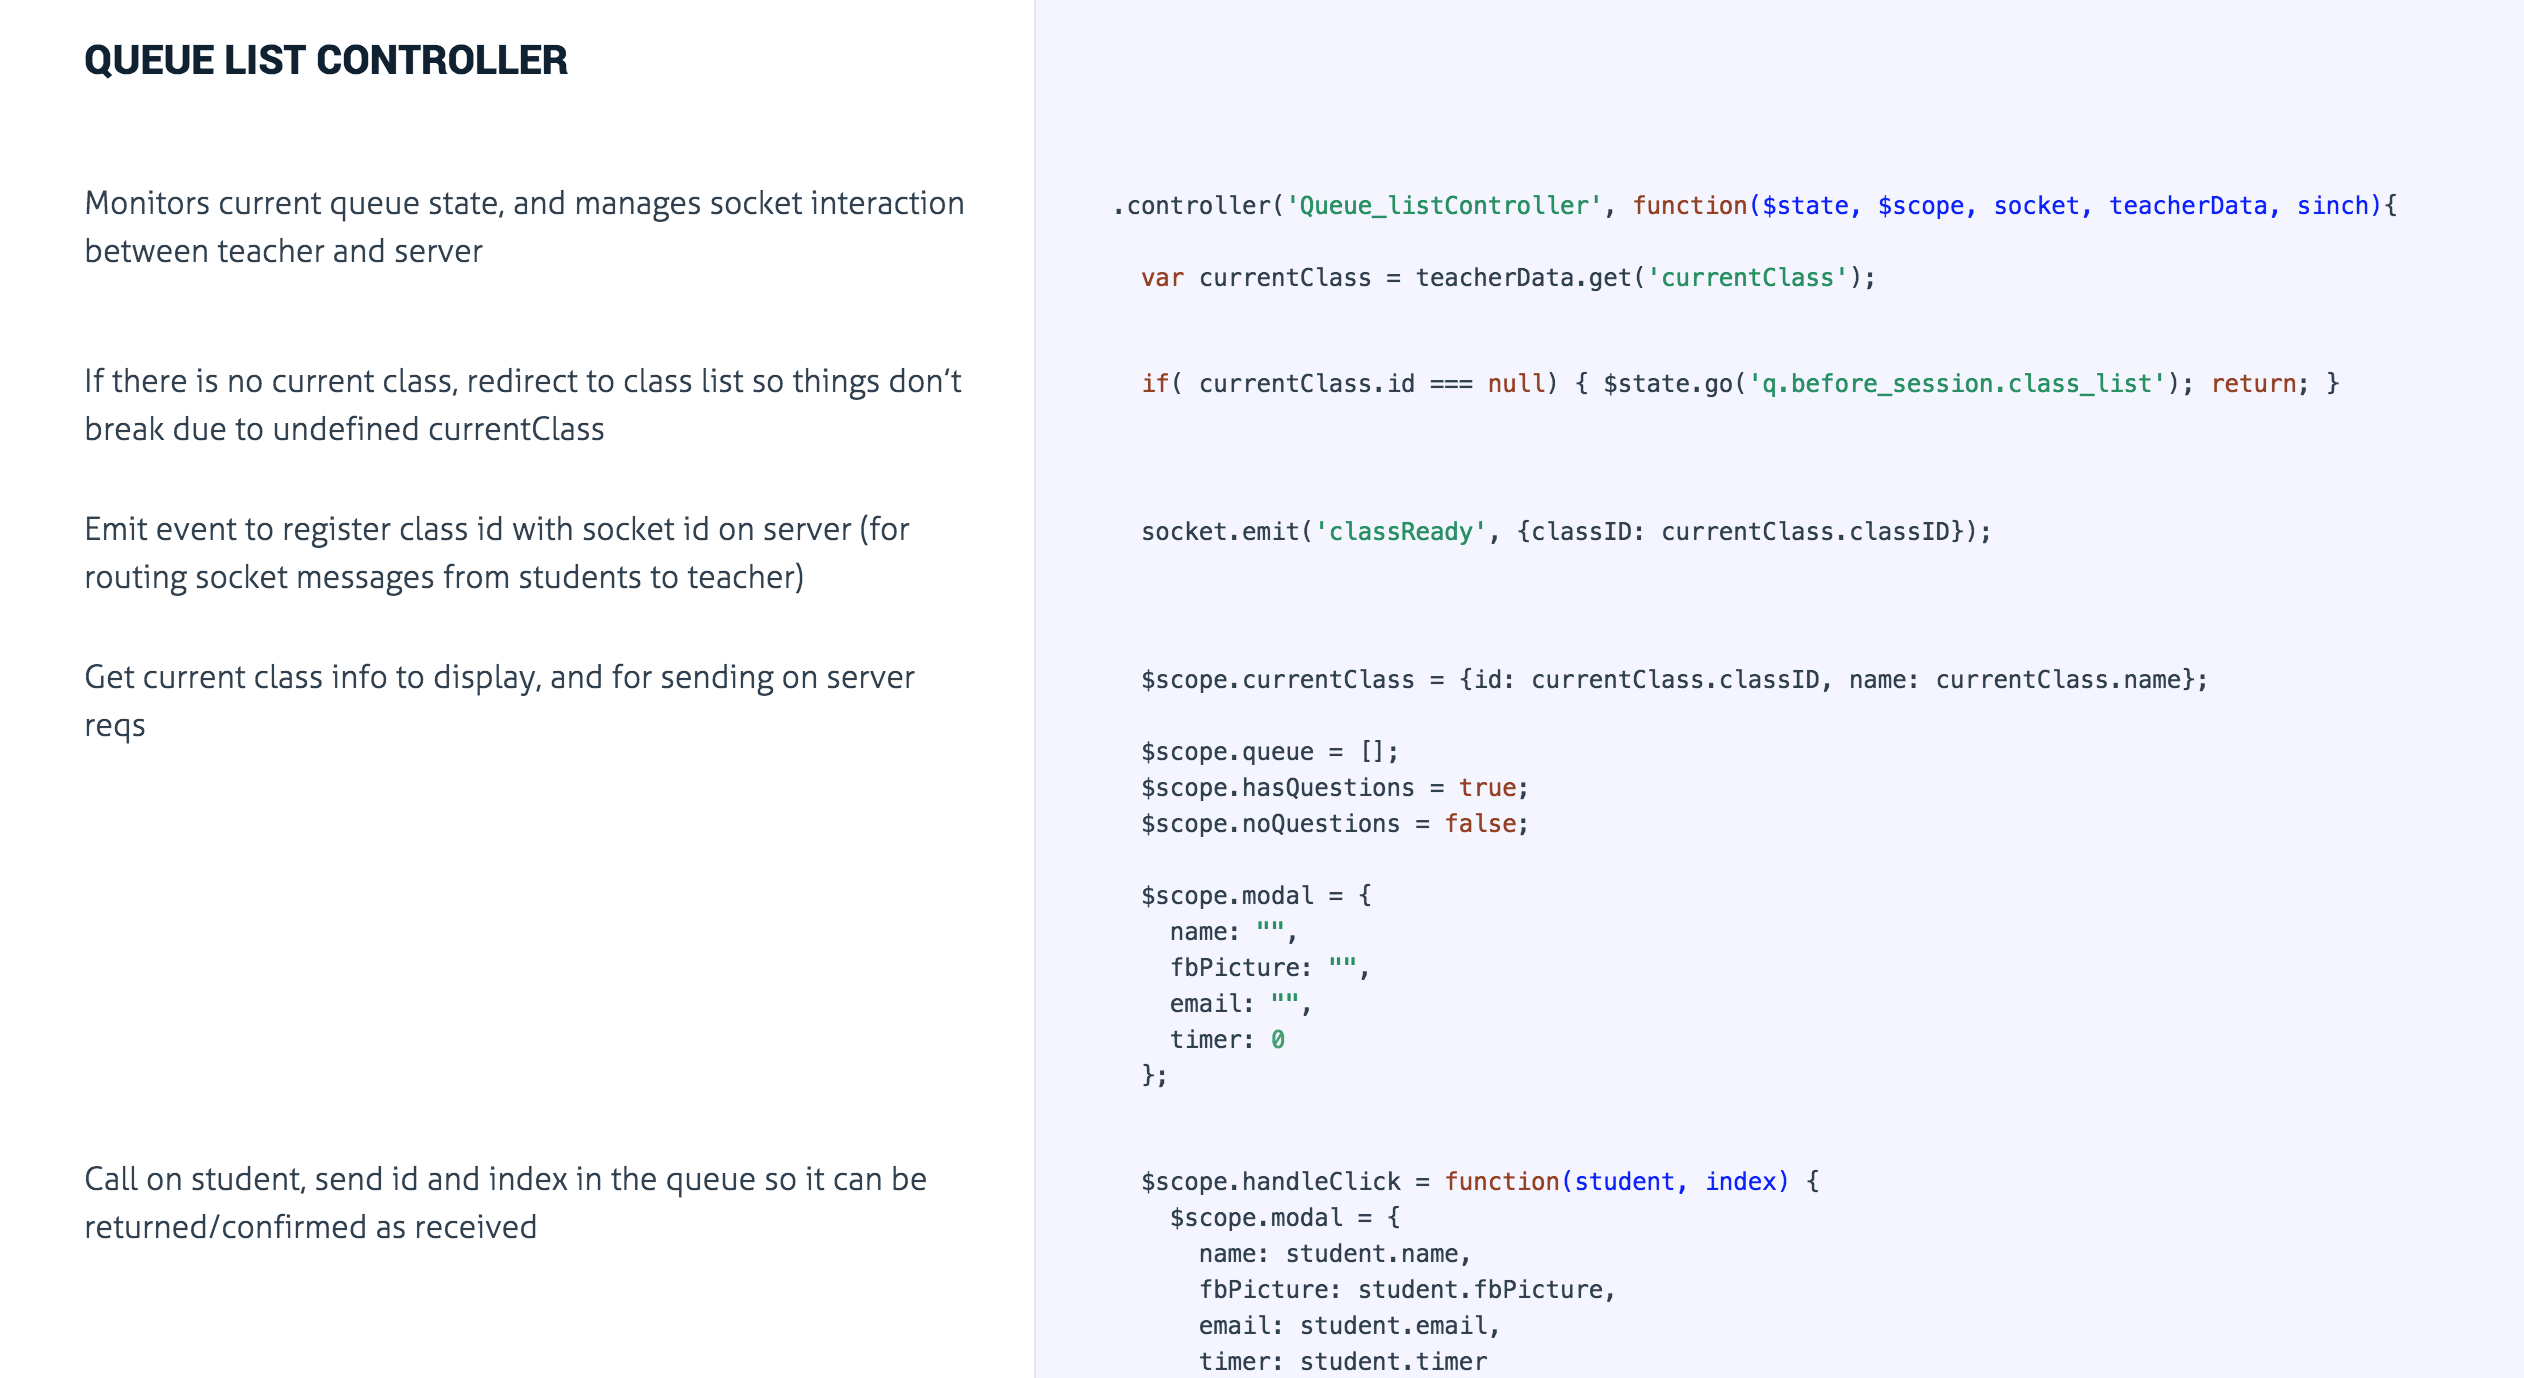 QUEUE LIST CONTROLLER
Monitors current queue state, and manages socket interaction
between teacher and server
.controller('Queue_listController', function($state, $scope, socket, teacherData, sinch){
var currentClass = teacherData.get('currentClass');
If there is no current class, redirect to class list so things don’t
break due to undefined currentClass
if( currentClass.id === null) { $state.go('q.before_session.class_list'); return; }
Emit event to register class id with socket id on server (for
routing socket messages from students to teacher)
socket.emit('classReady', {classID: currentClass.classID});
Get current class info to display, and for sending on server
reqs
$scope.currentClass = {id: currentClass.classID, name: currentClass.name};
$scope.queue = [];
$scope.hasQuestions = true;
$scope.noQuestions = false;
$scope.modal = {
name: "",
fbPicture: "",
email: "",
timer: 0
};
Call on student, send id and index in the queue so it can be
returned/confirmed as received
$scope.handleClick = function(student, index) {
$scope.modal = {
name: student.name,
fbPicture: student.fbPicture,
email: student.email,
timer: student.timer